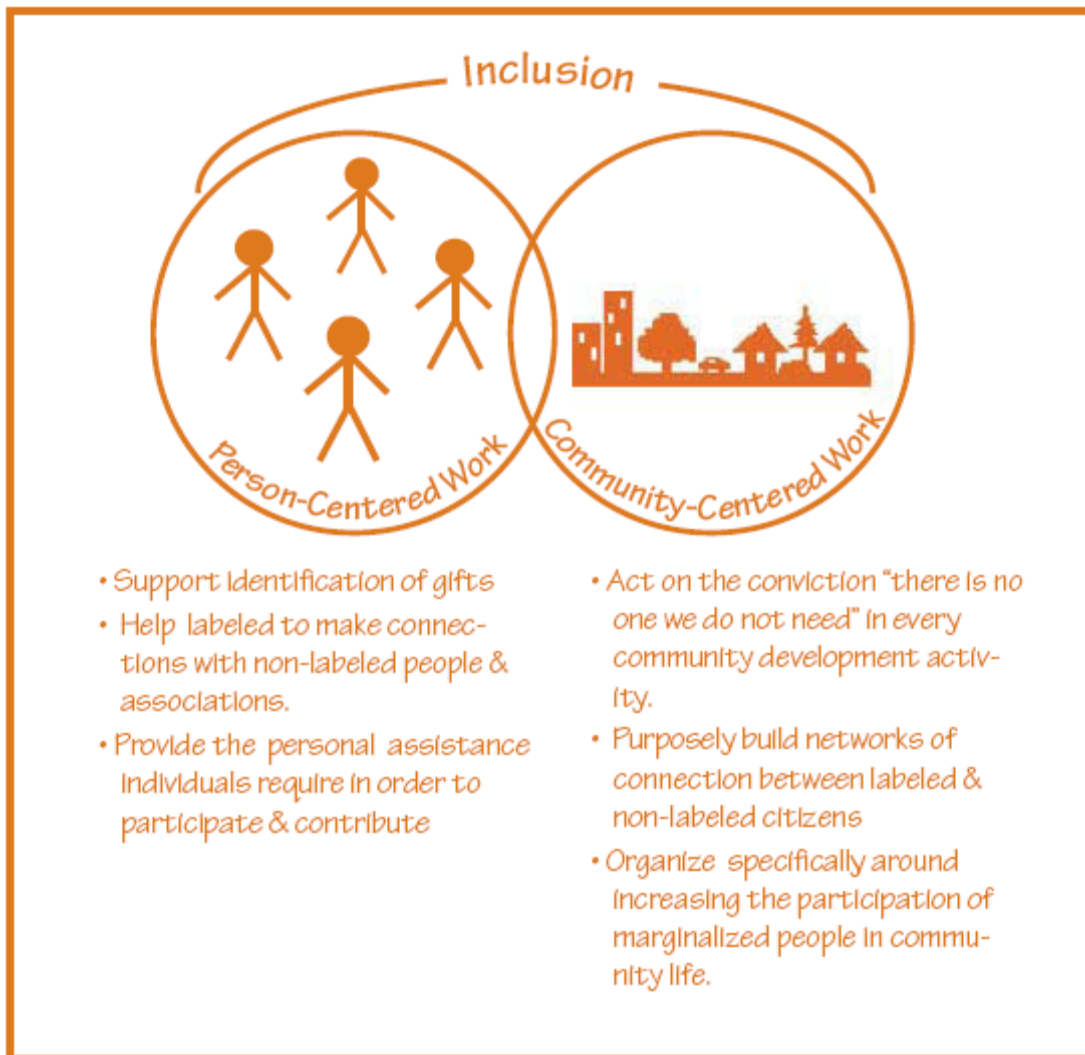 Inclusion
Person-Centered Work
Community-Centered Work
• Support identification of gifts
• Help labeled to make connec-
tions with non-labeled people &
associations.
• Provide the personal assistance
individuals require in order to
participate & contribute
• Act on the conviction “there is no
one we do not need” in every
community development activ-
ity.
• Purposely build networks of
connection between labeled &
non-labeled citizens
• Organize specifically around
increasing the participation of
marginalized people in commu-
nity life.